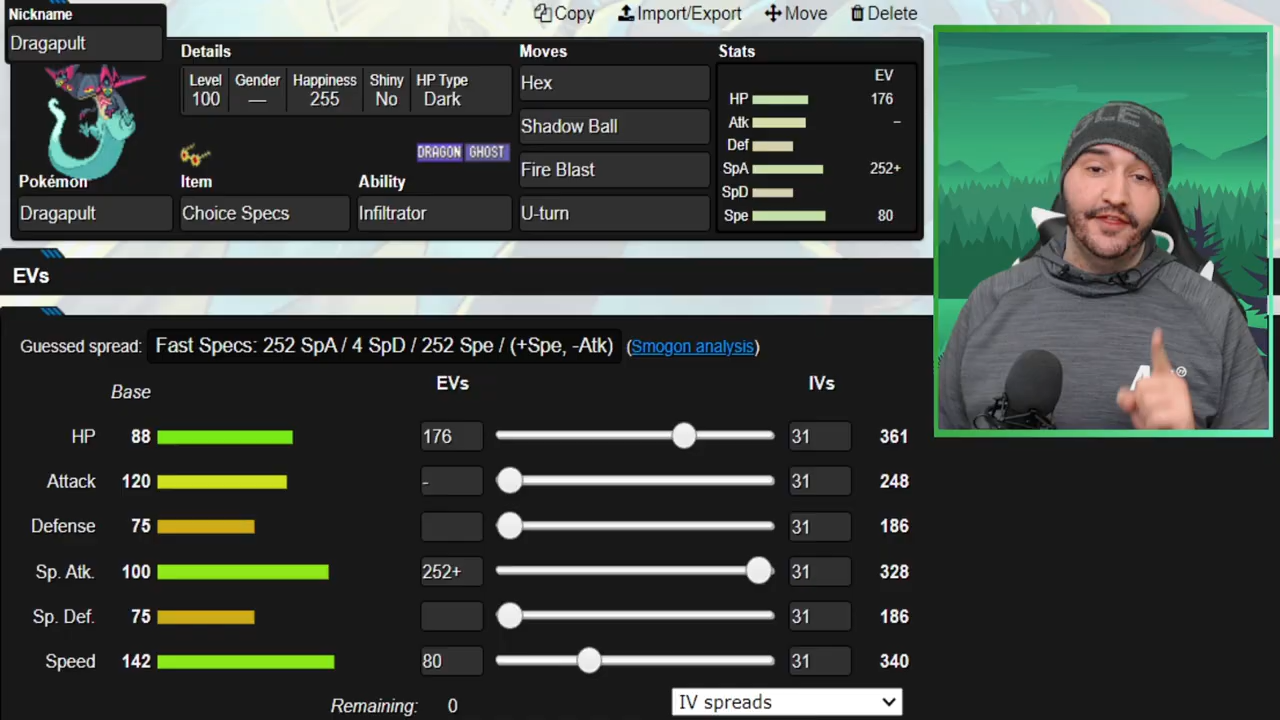 Nickname
Dragapult
Copy Import/Export Move Delete
Details
Level Gender Happiness Shiny HP Type
100 — 255 No Dark
DRAGON GHOST
Pokémon Item Ability
Dragapult Choice Specs Infiltrator
Moves
Hex
Shadow Ball
Fire Blast
U-turn
Stats
EV
HP 176
Atk –
Def
SpA 252+
SpD
Spe 80
EVs
Guessed spread: Fast Specs: 252 SpA / 4 SpD / 252 Spe / (+Spe, -Atk) (Smogon analysis)
Base EVs IVs
HP 88 176 31 361
Attack 120 - 31 248
Defense 75 31 186
Sp. Atk. 100 252+ 31 328
Sp. Def. 75 31 186
Speed 142 80 31 340
Remaining: 0 IV spreads